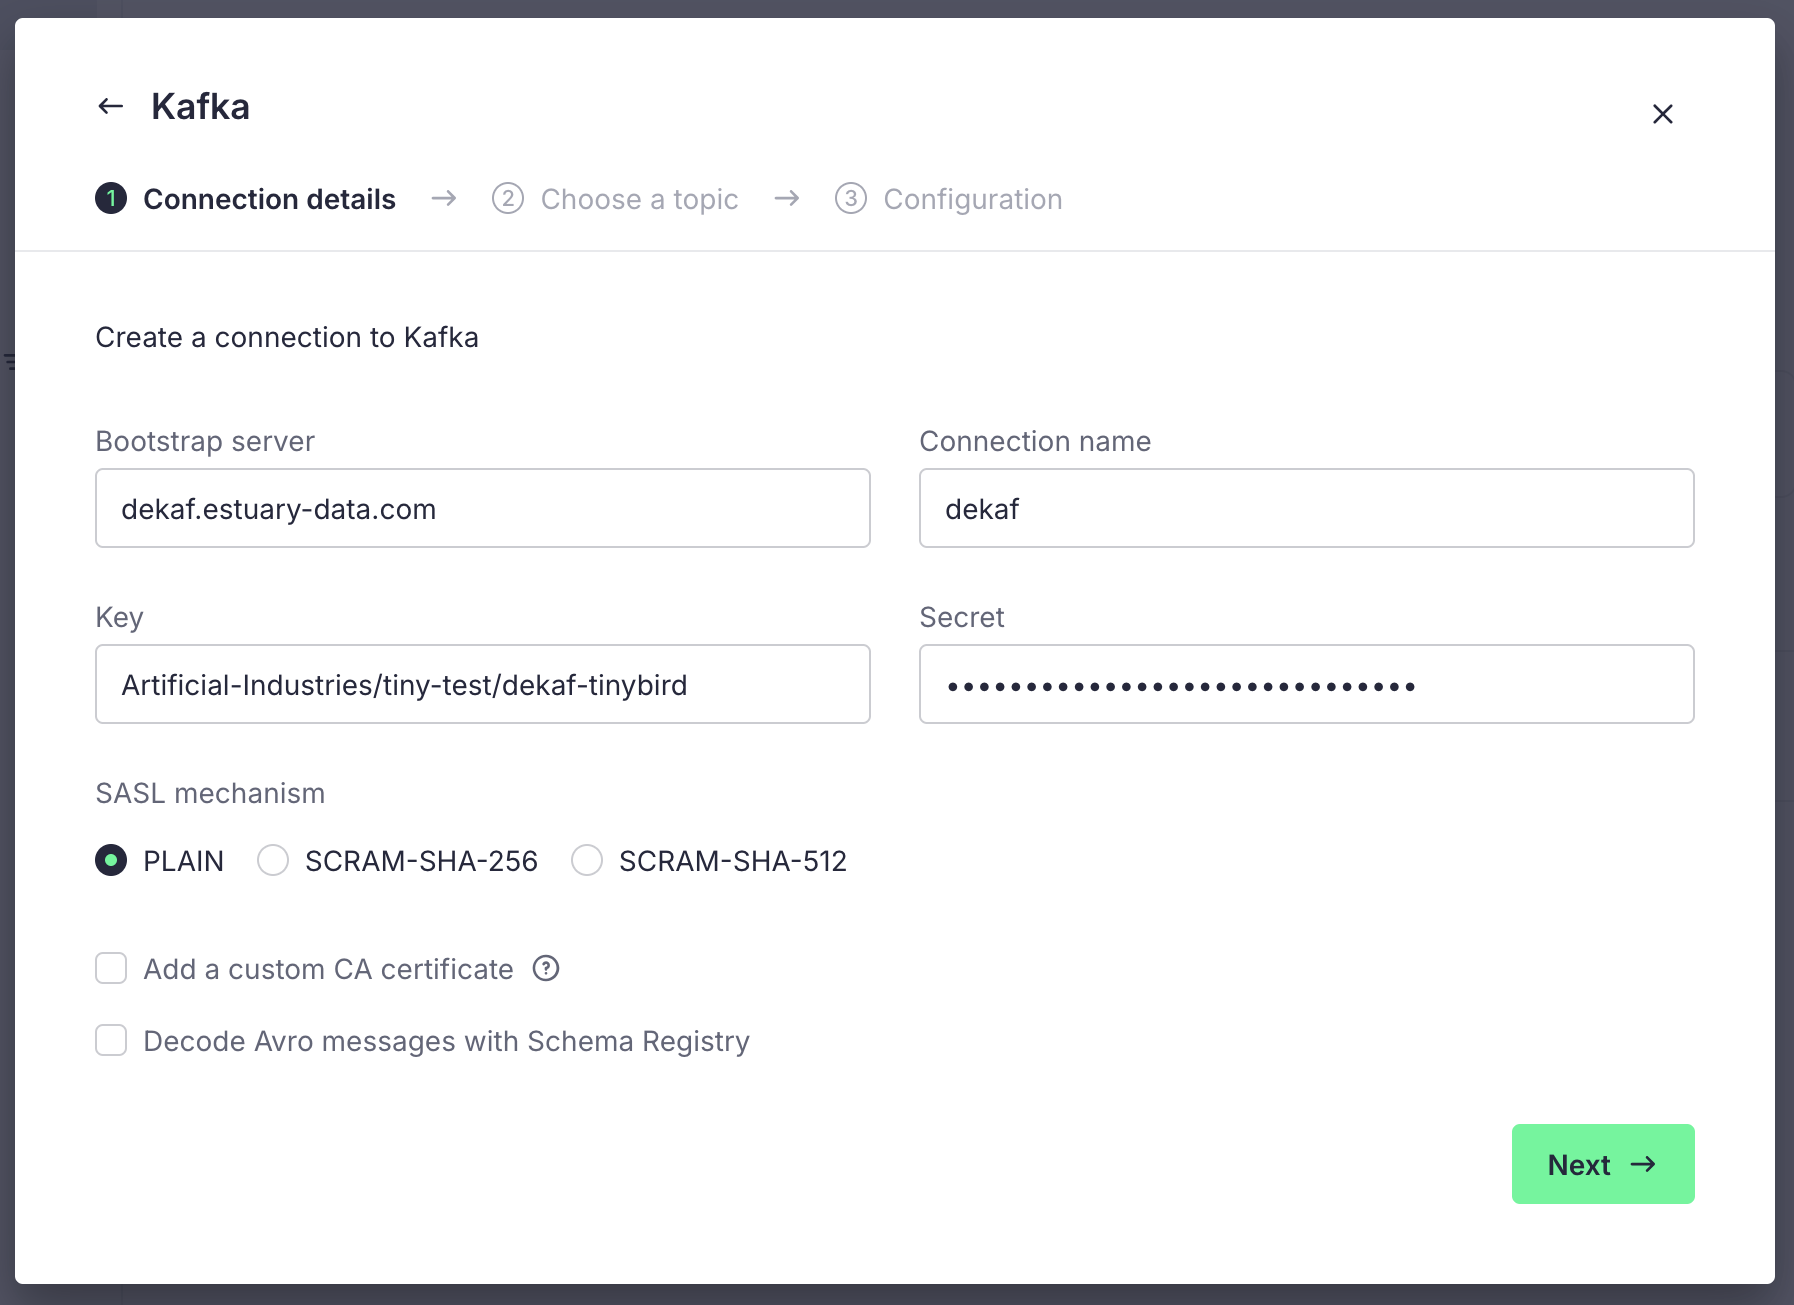 Kafka
1 Connection details → 2 Choose a topic → 3 Configuration
Create a connection to Kafka
Bootstrap server
dekaf.estuary-data.com
Connection name
dekaf
Key
Artificial-Industries/tiny-test/dekaf-tinybird
Secret
••••••••••••••••••••••••••••••
SASL mechanism
PLAIN SCRAM-SHA-256 SCRAM-SHA-512
Add a custom CA certificate ?
Decode Avro messages with Schema Registry
Next →